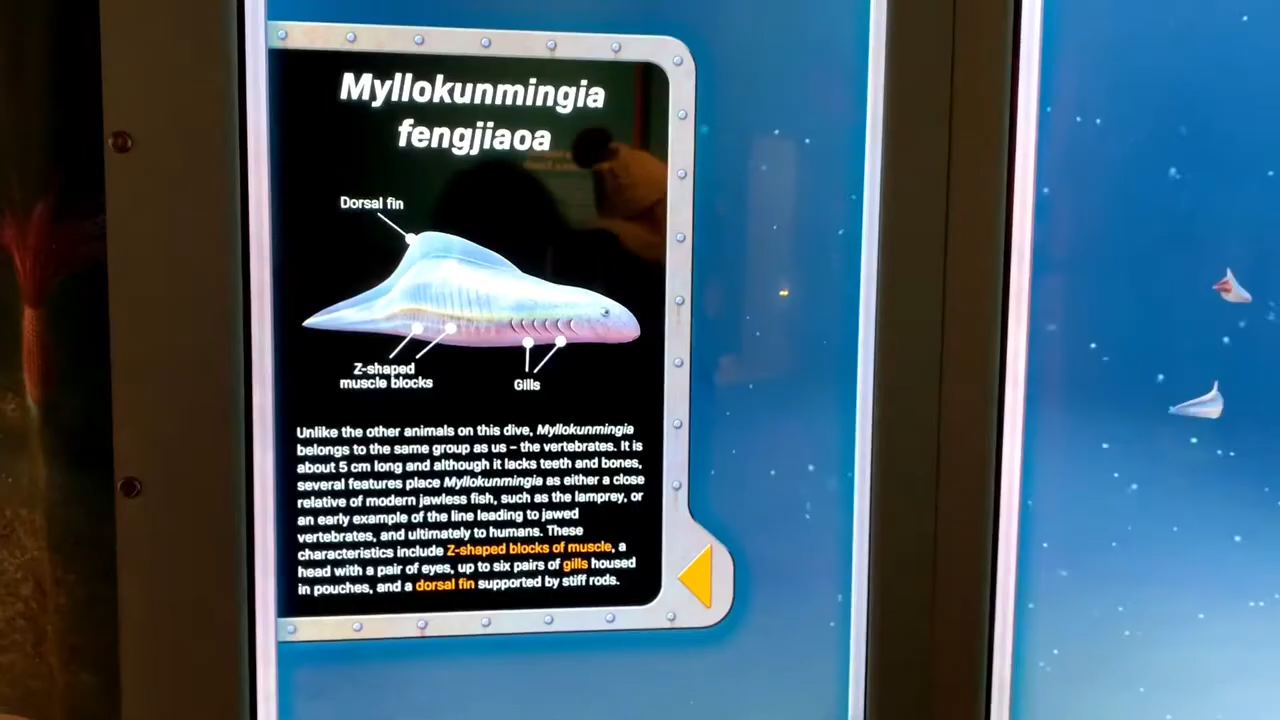 Myllokunmingia
fengjiaoa
Dorsal fin
Z-shaped
muscle blocks
Gills
Unlike the other animals on this dive, Myllokunmingia
belongs to the same group as us – the vertebrates. It is
about 5 cm long and although it lacks teeth and bones,
several features place Myllokunmingia as either a close
relative of modern jawless fish, such as the lamprey, or
an early example of the line leading to jawed
vertebrates, and ultimately to humans. These
characteristics include Z-shaped blocks of muscle, a
head with a pair of eyes, up to six pairs of gills housed
in pouches, and a dorsal fin supported by stiff rods.